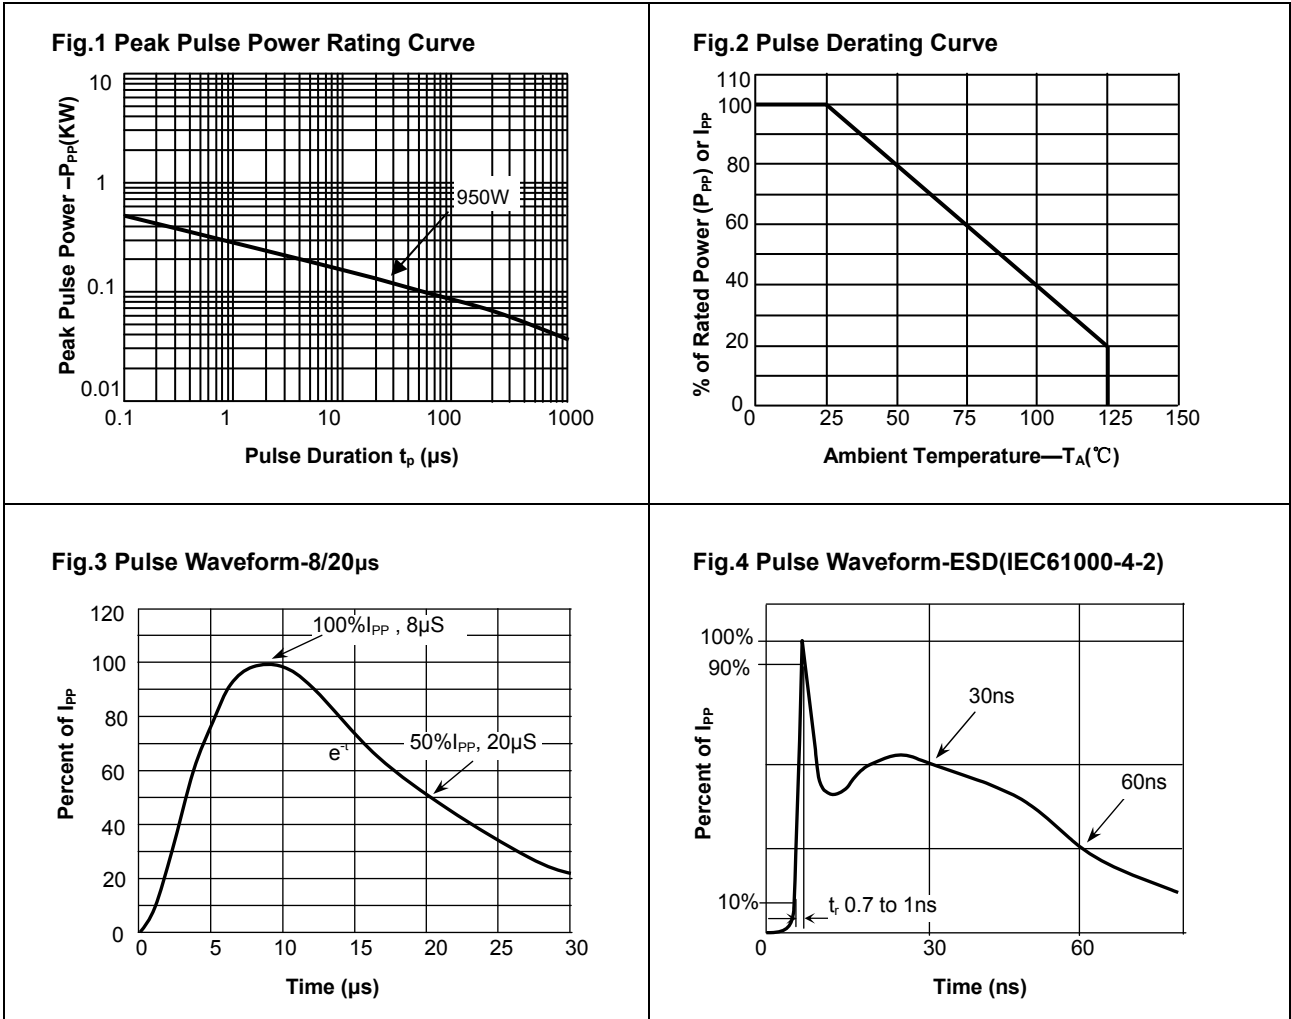 Fig.1 Peak Pulse Power Rating Curve
Peak Pulse Power –PPP(KW)
10
1
0.1
0.01
950W
0.1 1 10 100 1000
Pulse Duration tp (µs)
Fig.2 Pulse Derating Curve
% of Rated Power (PPP) or IPP
110
100
80
60
40
20
0
0 25 50 75 100 125 150
Ambient Temperature—TA(℃)
Fig.3 Pulse Waveform-8/20µs
Percent of IPP
120
100
80
60
40
20
0
100%IPP , 8µS
e-t
50%IPP, 20µS
0 5 10 15 20 25 30
Time (µs)
Fig.4 Pulse Waveform-ESD(IEC61000-4-2)
Percent of IPP
100%
90%
10%
30ns
60ns
tr 0.7 to 1ns
0 30 60
Time (ns)